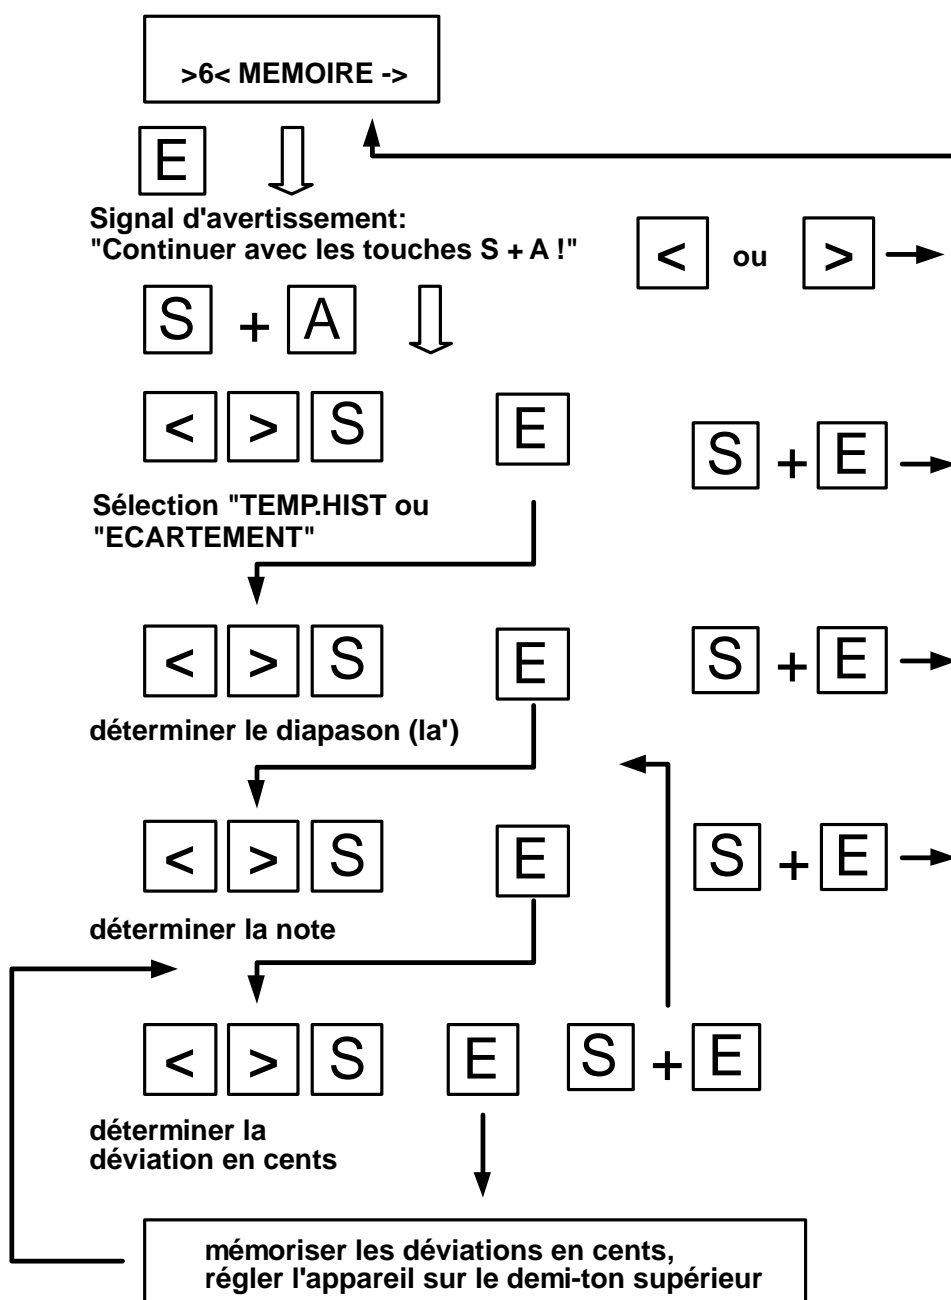 >6< MEMOIRE ->
E
Signal d'avertissement:
"Continuer avec les touches S + A !"
< ou >
S + A
< > S E
S + E
Sélection "TEMP.HIST ou
"ECARTEMENT"
< > S E
S + E
déterminer le diapason (la')
< > S E
S + E
déterminer la note
< > S E S + E
déterminer la
déviation en cents
mémoriser les déviations en cents,
régler l'appareil sur le demi-ton supérieur